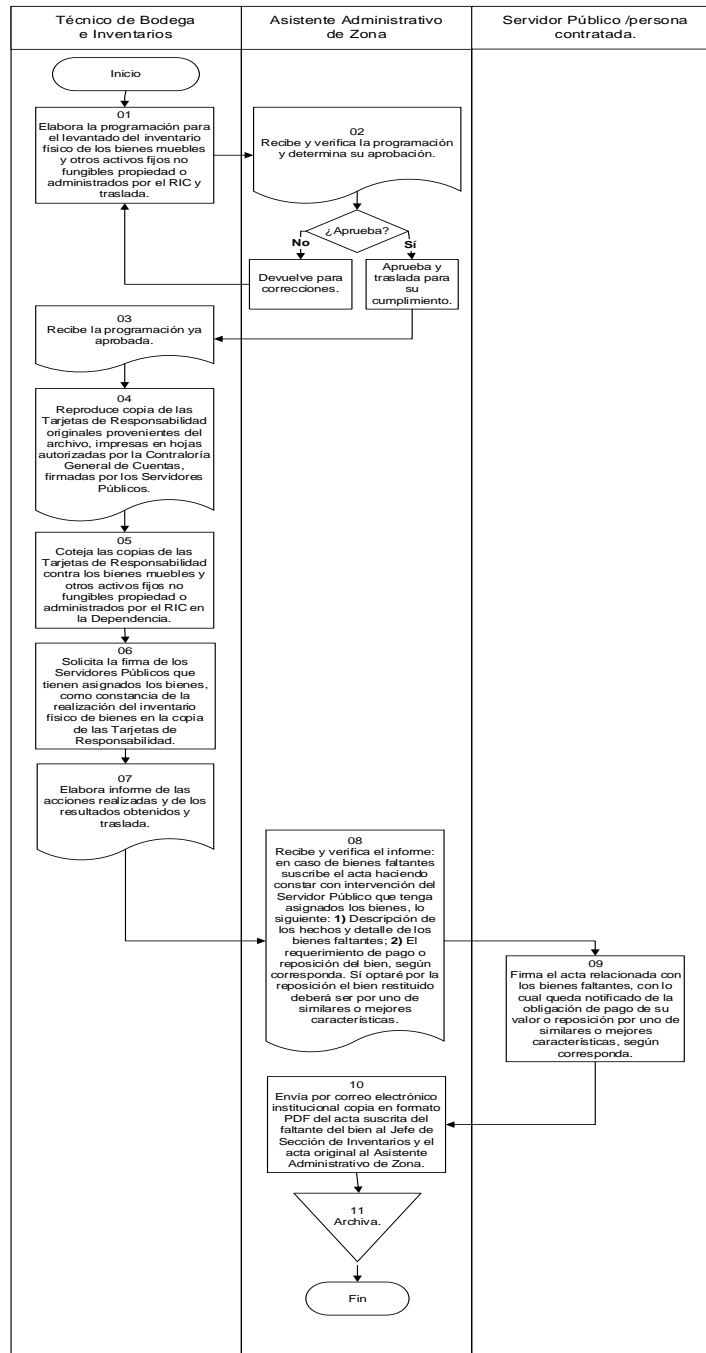 Técnico de Bodega
e Inventarios
Asistente Administrativo
de Zona
Servidor Público /persona
contratada.
Inicio
01
Elabora la programación para
el levantado del inventario
físico de los bienes muebles
y otros activos fijos no
fungibles propiedad o
administrados por el RIC y
traslada.
02
Recibe y verifica la programación
y determina su aprobación.
¿Aprueba?
No
Sí
Devuelve para
correcciones.
Aprueba y
traslada para
su
cumplimiento.
03
Recibe la programación ya
aprobada.
04
Reproduce copia de las
Tarjetas de Responsabilidad
originales provenientes del
archivo, impresas en hojas
autorizadas por la Contraloría
General de Cuentas,
firmadas por los Servidores
Públicos.
05
Coteja las copias de las
Tarjetas de Responsabilidad
contra los bienes muebles y
otros activos fijos no
fungibles propiedad o
administrados por el RIC en
la Dependencia.
06
Solicita la firma de los
Servidores Públicos que
tienen asignados los bienes,
como constancia de la
realización del inventario
físico de bienes en la copia
de las Tarjetas de
Responsabilidad.
07
Elabora informe de las
acciones realizadas y de los
resultados obtenidos y
traslada.
08
Recibe y verifica el informe:
en caso de bienes faltantes
suscribe el acta haciendo
constar con intervención del
Servidor Público que tenga
asignados los bienes, lo
siguiente: 1) Descripción de
los hechos y detalle de los
bienes faltantes; 2) El
requerimiento de pago o
reposición del bien, según
corresponda. Sí optaré por la
reposición el bien restituido
deberá ser por uno de
similares o mejores
características.
09
Firma el acta relacionada con
los bienes faltantes, con lo
cual queda notificado de la
obligación de pago de su
valor o reposición por uno de
similares o mejores
características, según
corresponda.
10
Envía por correo electrónico
institucional copia en formato
PDF del acta suscrita del
faltante del bien al Jefe de
Sección de Inventarios y el
acta original al Asistente
Administrativo de Zona.
11
Archiva.
Fin